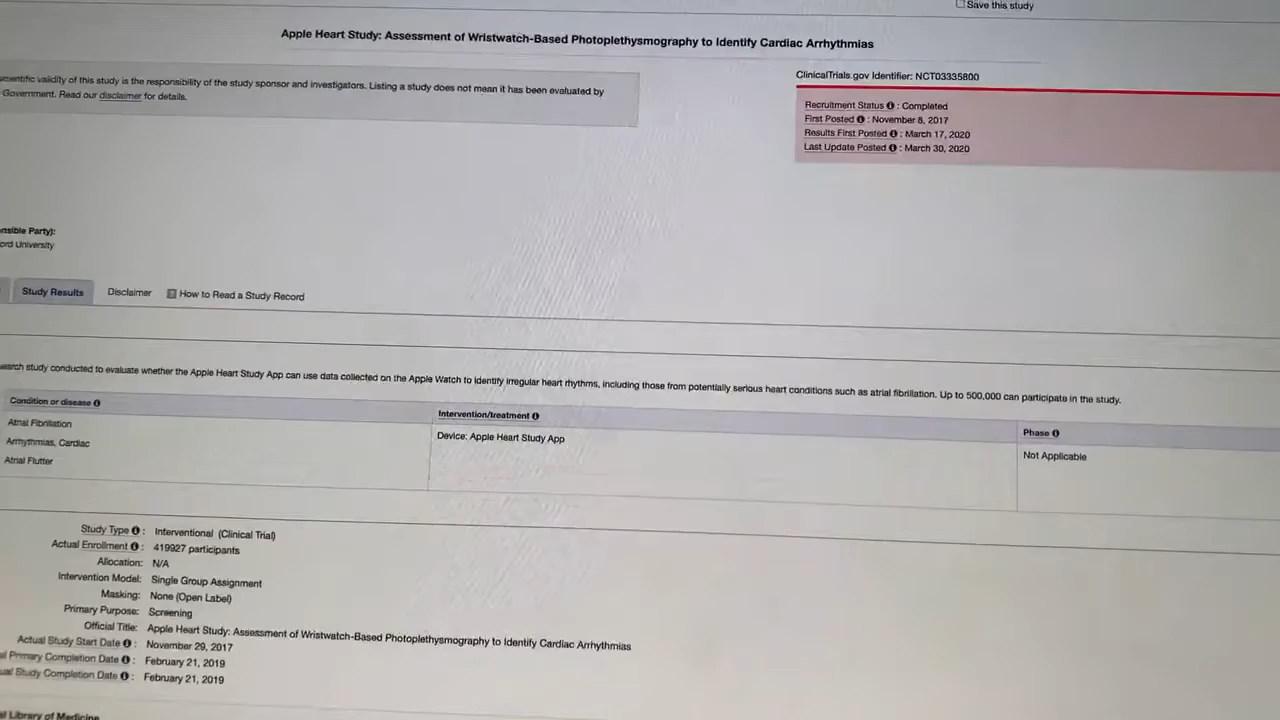 Save this study
Apple Heart Study: Assessment of Wristwatch-Based Photoplethysmography to Identify Cardiac Arrhythmias
scientific validity of this study is the responsibility of the study sponsor and investigators. Listing a study does not mean it has been evaluated by
Government. Read our disclaimer for details.
ClinicalTrials.gov Identifier: NCT03335800
Recruitment Status : Completed
First Posted : November 8, 2017
Results First Posted : March 17, 2020
Last Update Posted : March 30, 2020
nsible Party):
ord University
Study Results
Disclaimer
How to Read a Study Record
search study conducted to evaluate whether the Apple Heart Study App can use data collected on the Apple Watch to identify irregular heart rhythms, including those from potentially serious heart conditions such as atrial fibrillation. Up to 500,000 can participate in the study.
Condition or disease
Intervention/treatment
Phase
Atrial Fibrillation
Arrhythmias, Cardiac
Atrial Flutter
Device: Apple Heart Study App
Not Applicable
Study Type : Interventional (Clinical Trial)
Actual Enrollment : 419927 participants
Allocation: N/A
Intervention Model: Single Group Assignment
Masking: None (Open Label)
Primary Purpose: Screening
Official Title: Apple Heart Study: Assessment of Wristwatch-Based Photoplethysmography to Identify Cardiac Arrhythmias
Actual Study Start Date : November 29, 2017
al Primary Completion Date : February 21, 2019
ual Study Completion Date : February 21, 2019
al Library of Medicine